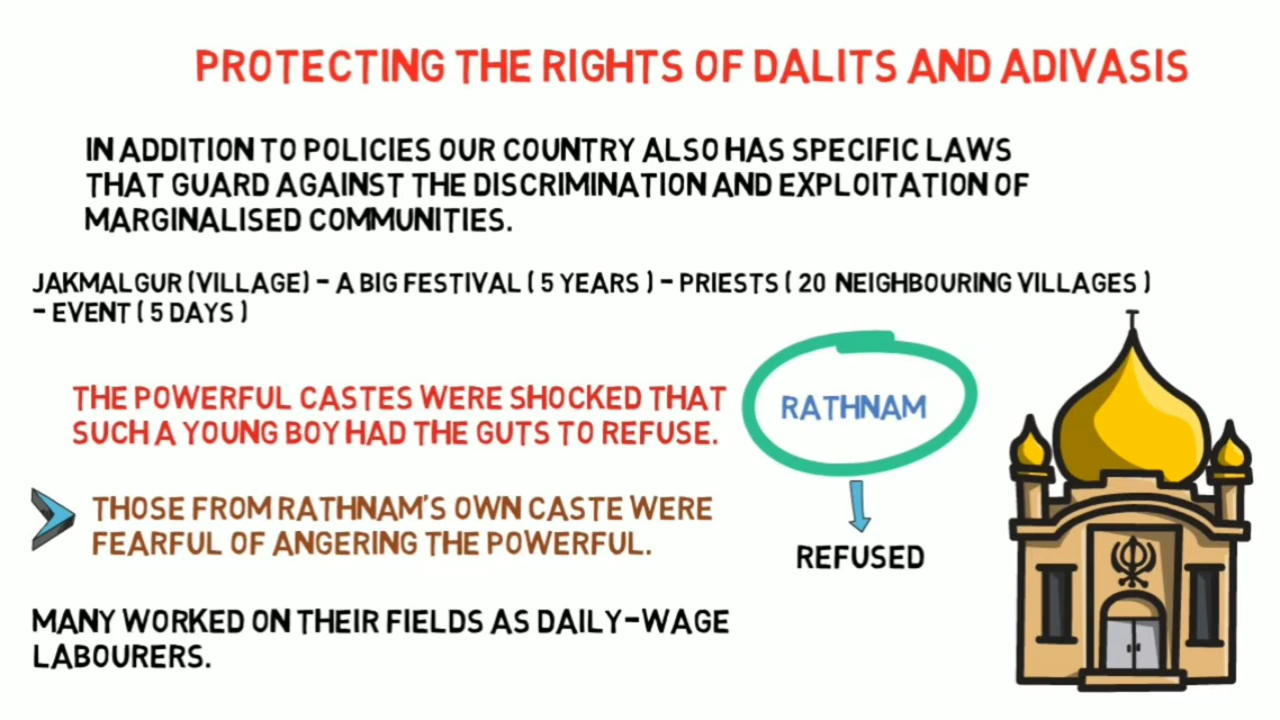 PROTECTING THE RIGHTS OF DALITS AND ADIVASIS
IN ADDITION TO POLICIES OUR COUNTRY ALSO HAS SPECIFIC LAWS
THAT GUARD AGAINST THE DISCRIMINATION AND EXPLOITATION OF
MARGINALISED COMMUNITIES.
JAKMALGUR (VILLAGE) - A BIG FESTIVAL ( 5 YEARS ) - PRIESTS ( 20 NEIGHBOURING VILLAGES )
- EVENT ( 5 DAYS )
THE POWERFUL CASTES WERE SHOCKED THAT
SUCH A YOUNG BOY HAD THE GUTS TO REFUSE.
RATHNAM
THOSE FROM RATHNAM'S OWN CASTE WERE
FEARFUL OF ANGERING THE POWERFUL.
REFUSED
MANY WORKED ON THEIR FIELDS AS DAILY-WAGE
LABOURERS.